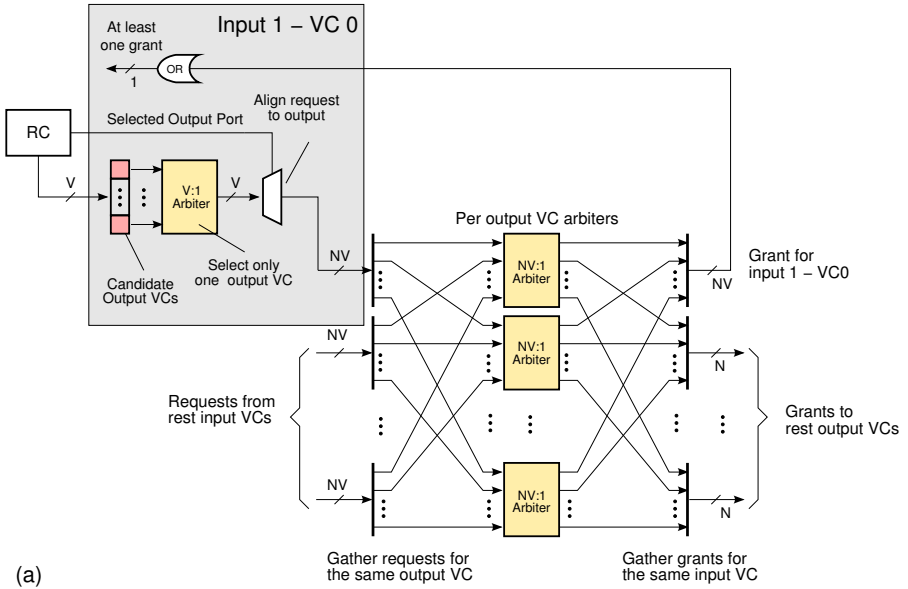 At least
one grant
Input 1 – VC 0
OR
1
Align request
to output
Selected Output Port
RC
V
V:1
Arbiter
V
Candidate
Output VCs
Select only
one output VC
NV
Per output VC arbiters
NV:1
Arbiter
NV
Grant for
input 1 – VC0
NV
NV:1
Arbiter
N
Requests from
rest input VCs
Grants to
rest output VCs
NV
NV:1
Arbiter
N
Gather requests for
the same output VC
Gather grants for
the same input VC
(a)